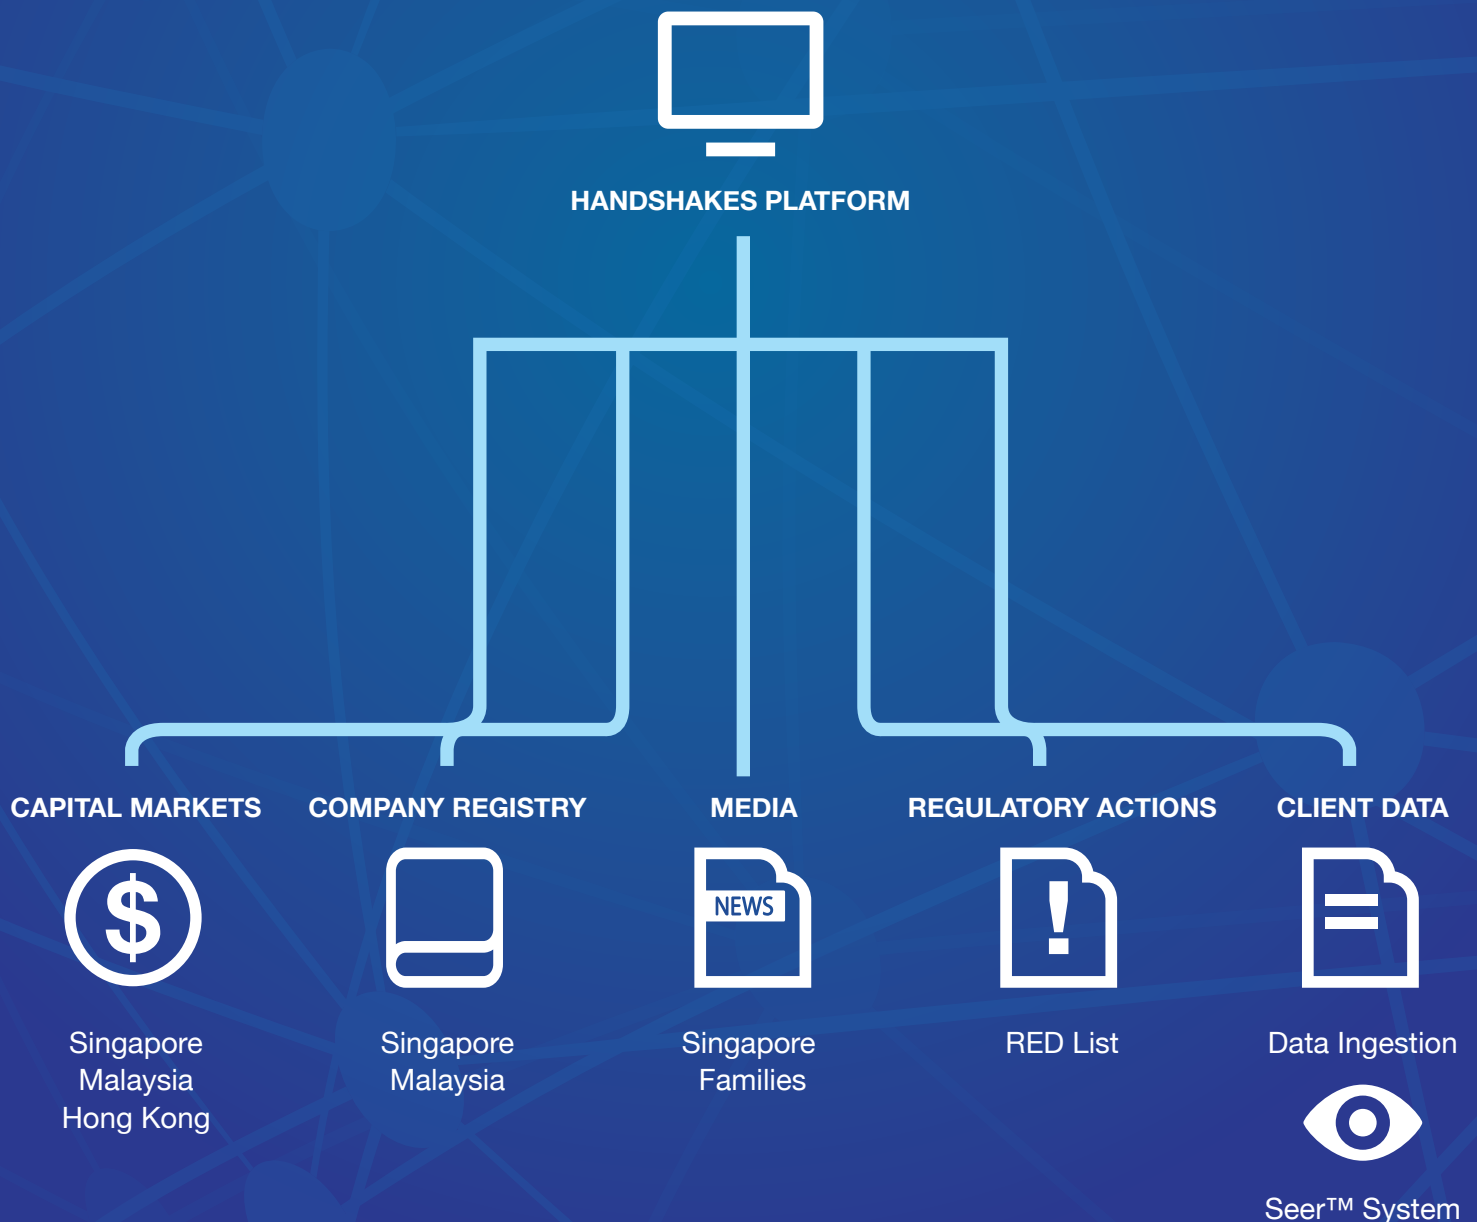 HANDSHAKES PLATFORM
CAPITAL MARKETS
COMPANY REGISTRY
MEDIA
REGULATORY ACTIONS
CLIENT DATA
$
NEWS
!
Singapore
Malaysia
Hong Kong
Singapore
Malaysia
Singapore
Families
RED List
Data Ingestion
Seer™ System